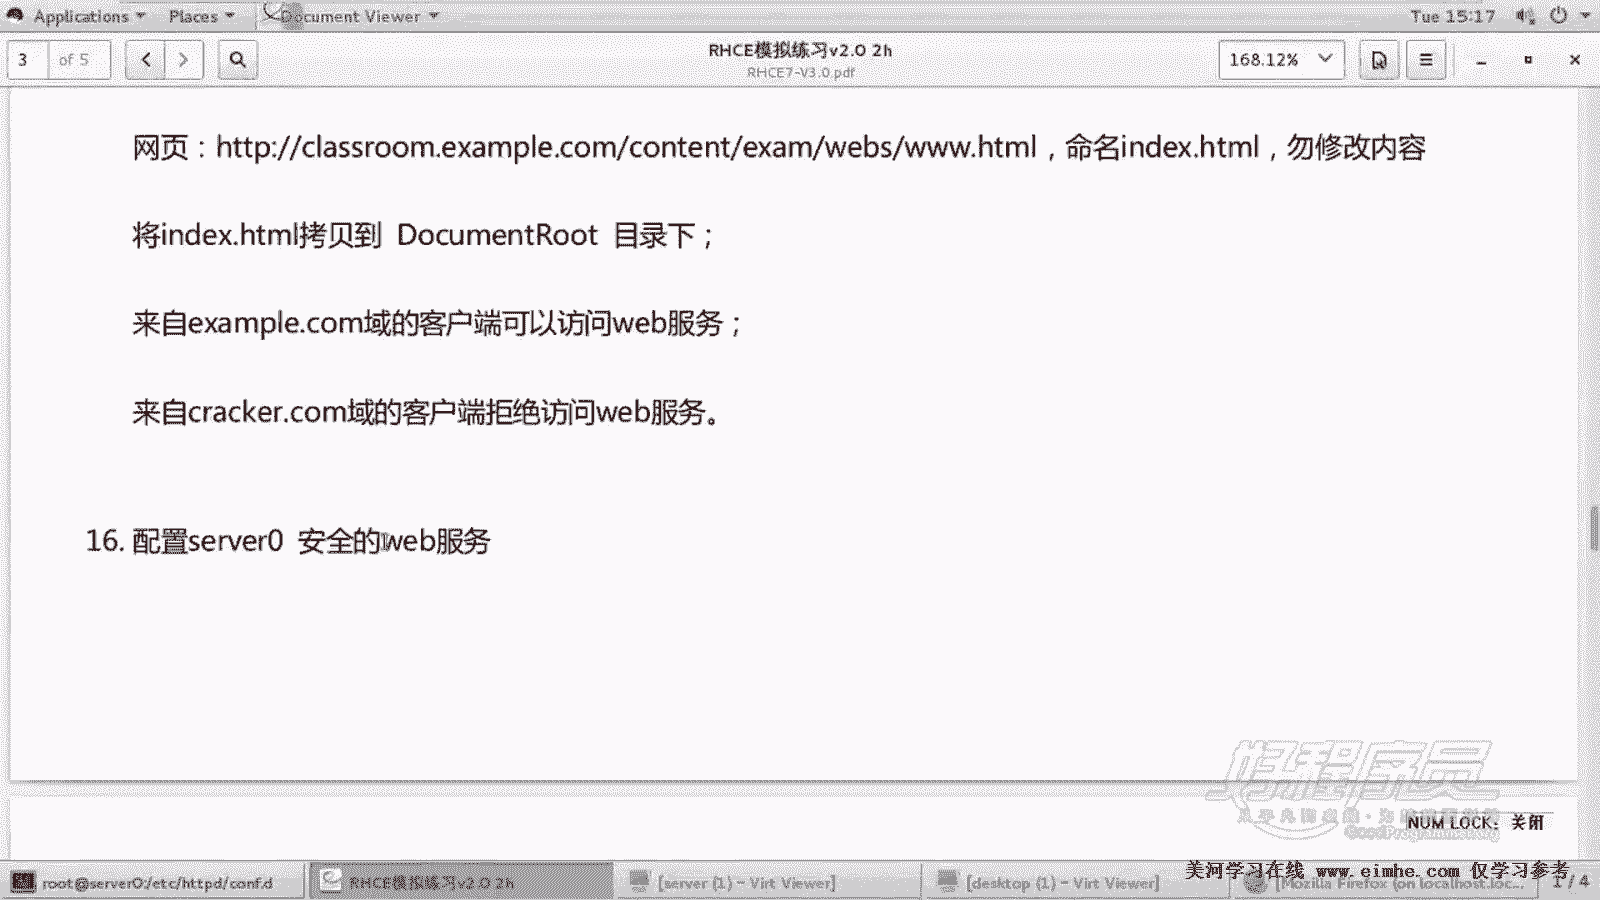 Applications Places Document Viewer Tue 15:17
3 of 5 RHCE模拟练习v2.0 2h 168.12%
RHCE7-V3.0.pdf
网页：http://classroom.example.com/content/exam/webs/www.html，命名index.html，勿修改内容
将index.html拷贝到 DocumentRoot 目录下；
来自example.com域的客户端可以访问web服务；
来自cracker.com域的客户端拒绝访问web服务。
16. 配置server0 安全的web服务
好程序员
NUM LOCK: 关闭
美河学习在线 www.eimhe.com 仅学习参考
root@server0:/etc/httpd/conf.d RHCE模拟练习v2.0 2h [server (1) - Virt Viewer] [desktop (1) - Virt Viewer] [Mozilla Firefox (on localhost.loc... 1 / 4